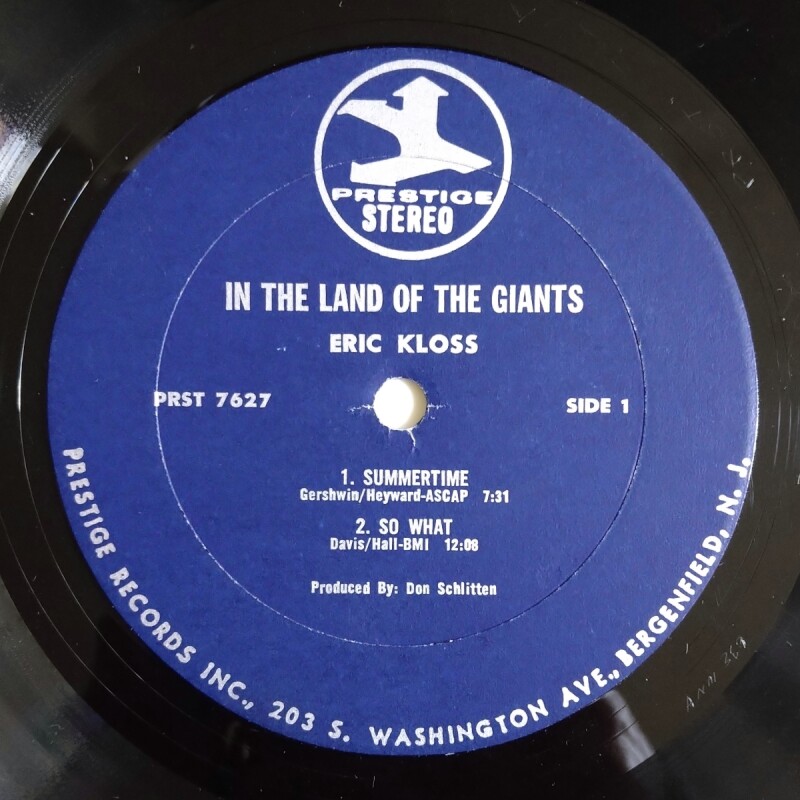 PRESTIGE
STEREO
IN THE LAND OF THE GIANTS
ERIC KLOSS
PRST 7627
SIDE 1
1. SUMMERTIME
Gershwin/Heyward-ASCAP 7:31
2. SO WHAT
Davis/Hall-BMI 12:08
Produced By: Don Schlitten
PRESTIGE RECORDS INC., 203 S. WASHINGTON AVE., BERGENFIELD, N. J.